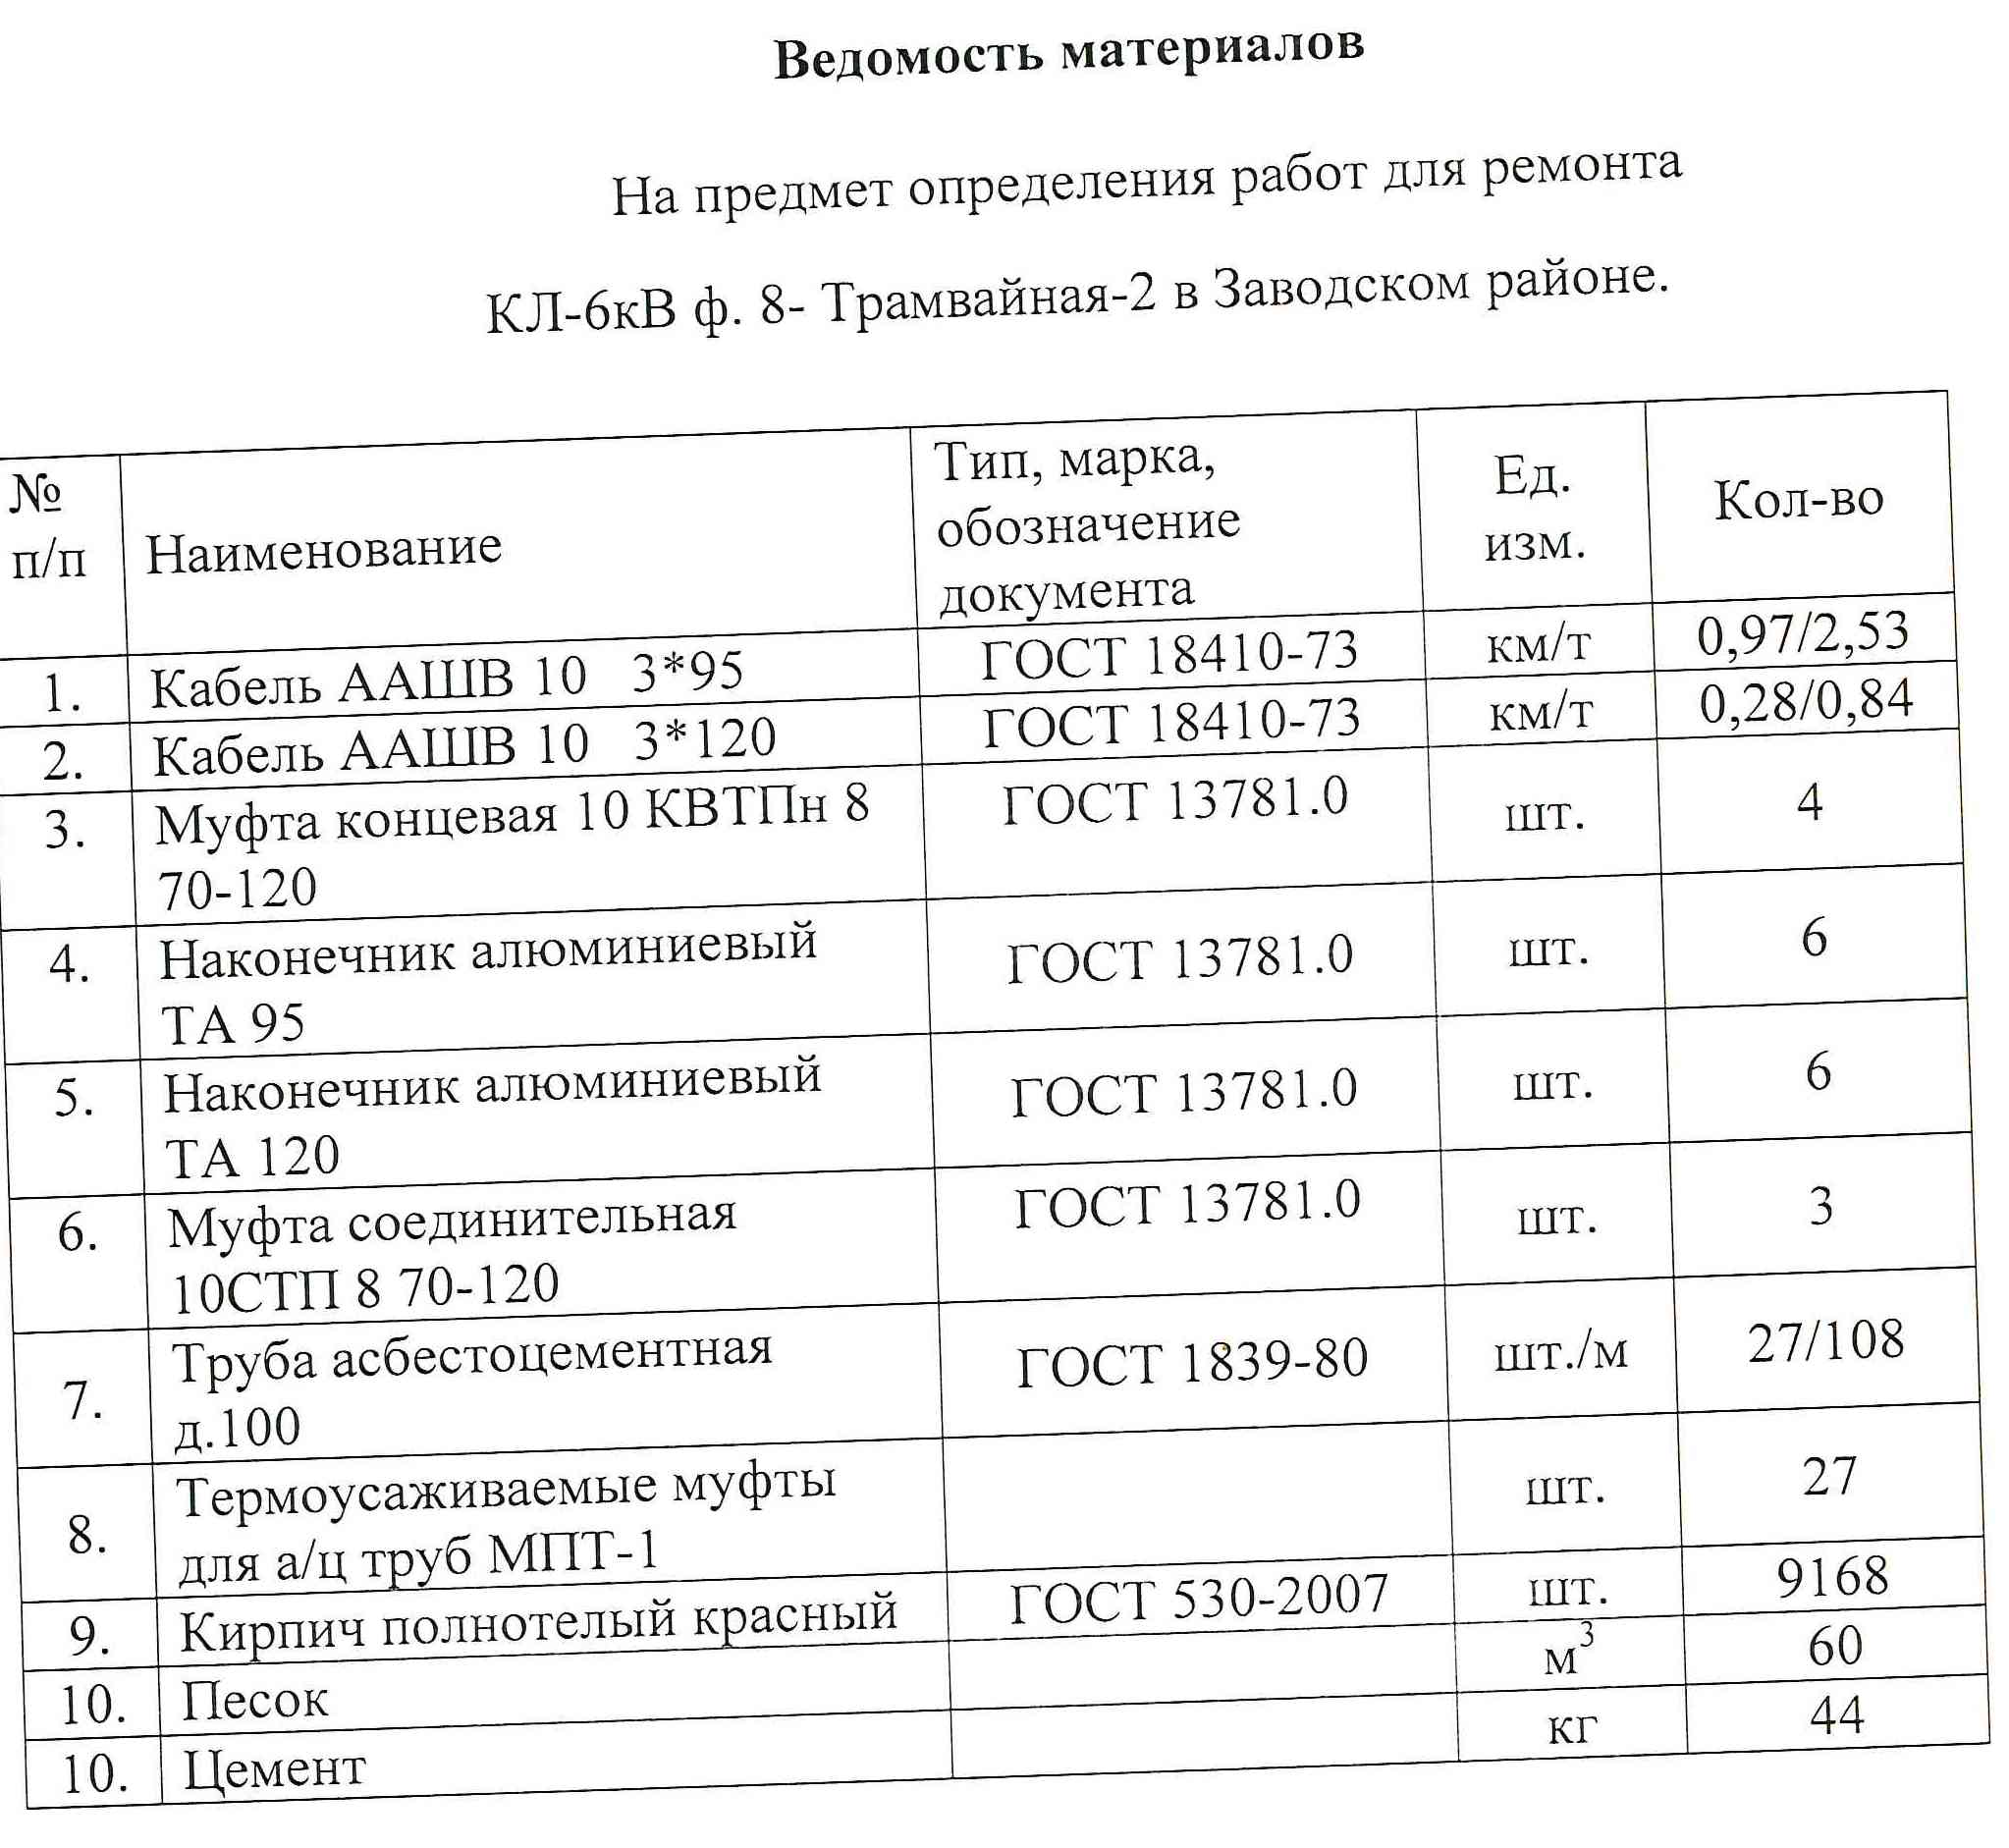 Ведомость материалов
На предмет определения работ для ремонта
КЛ-6кВ ф. 8- Трамвайная-2 в Заводском районе.
№ п/п Наименование Тип, марка, обозначение документа Ед. изм. Кол-во
1. Кабель ААШВ 10 3*95 ГОСТ 18410-73 км/т 0,97/2,53
2. Кабель ААШВ 10 3*120 ГОСТ 18410-73 км/т 0,28/0,84
3. Муфта концевая 10 КВТПн 8 ГОСТ 13781.0 шт. 4
70-120
4. Наконечник алюминиевый ГОСТ 13781.0 шт. 6
ТА 95
5. Наконечник алюминиевый ГОСТ 13781.0 шт. 6
ТА 120
6. Муфта соединительная ГОСТ 13781.0 шт. 3
10СТП 8 70-120
7. Труба асбестоцементная ГОСТ 1839-80 шт./м 27/108
д.100
8. Термоусаживаемые муфты шт. 27
для а/ц труб МПТ-1
9. Кирпич полнотелый красный ГОСТ 530-2007 шт. 9168
10. Песок м³ 60
10. Цемент кг 44